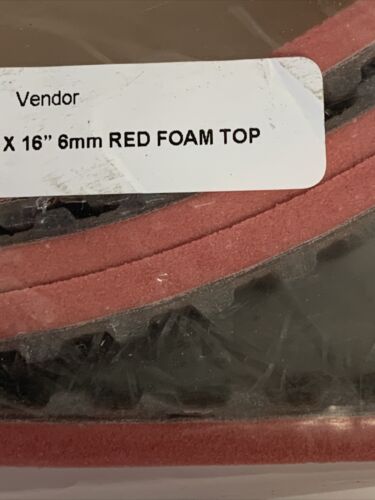 Vendor
X 16” 6mm RED FOAM TOP